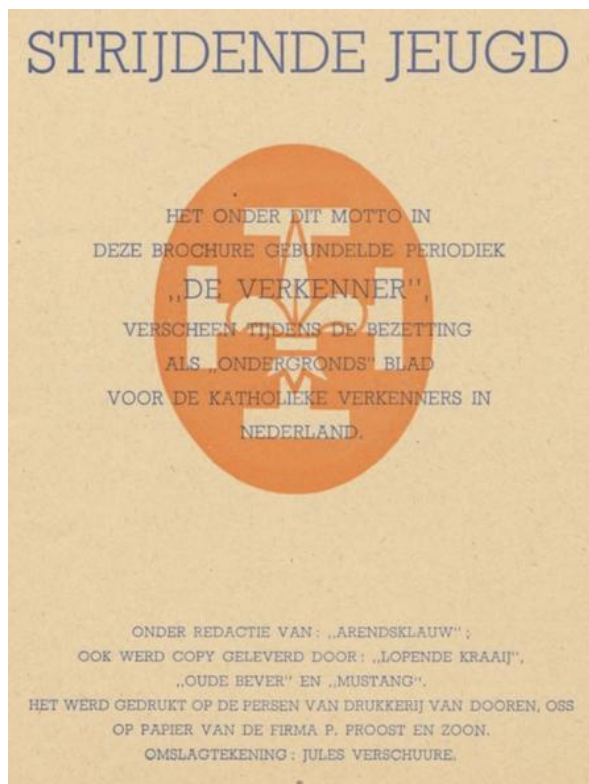 STRIJDENDE JEUGD
HET ONDER DIT MOTTO IN
DEZE BROCHURE GEBUNDELDE PERIODIEK
„DE VERKENNER”,
VERSCHEEN TIJDENS DE BEZETTING
ALS „ONDERGRONDS” BLAD
VOOR DE KATHOLIEKE VERKENNERS IN
NEDERLAND.
ONDER REDACTIE VAN: „ARENDSKLAUW”;
OOK WERD COPY GELEVERD DOOR: „LOPENDE KRAAIJ”,
„OUDE BEVER” EN „MUSTANG”.
HET WERD GEDRUKT OP DE PERSEN VAN DRUKKERIJ VAN DOOREN, OSS
OP PAPIER VAN DE FIRMA P. PROOST EN ZOON.
OMSLAGTEKENING: JULES VERSCHUURE.